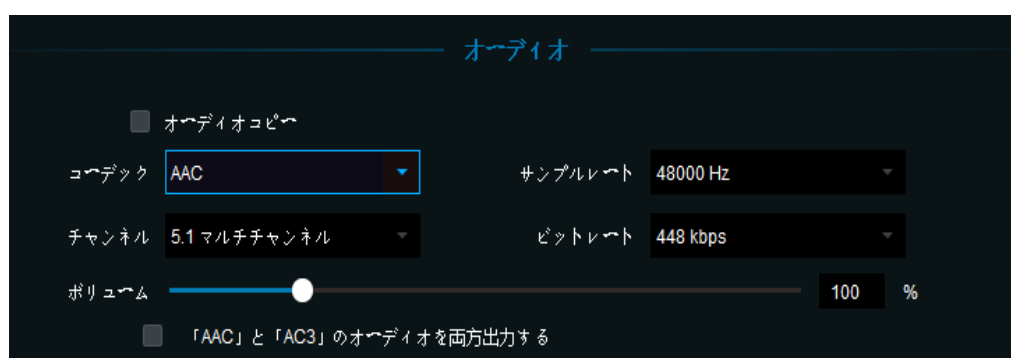 オーディオ
オーディオコピー
コーデック AAC サンプルレート 48000 Hz
チャンネル 5.1 マルチチャンネル ビットレート 448 kbps
ボリューム 100 %
「AAC」と「AC3」のオーディオを両方出力する